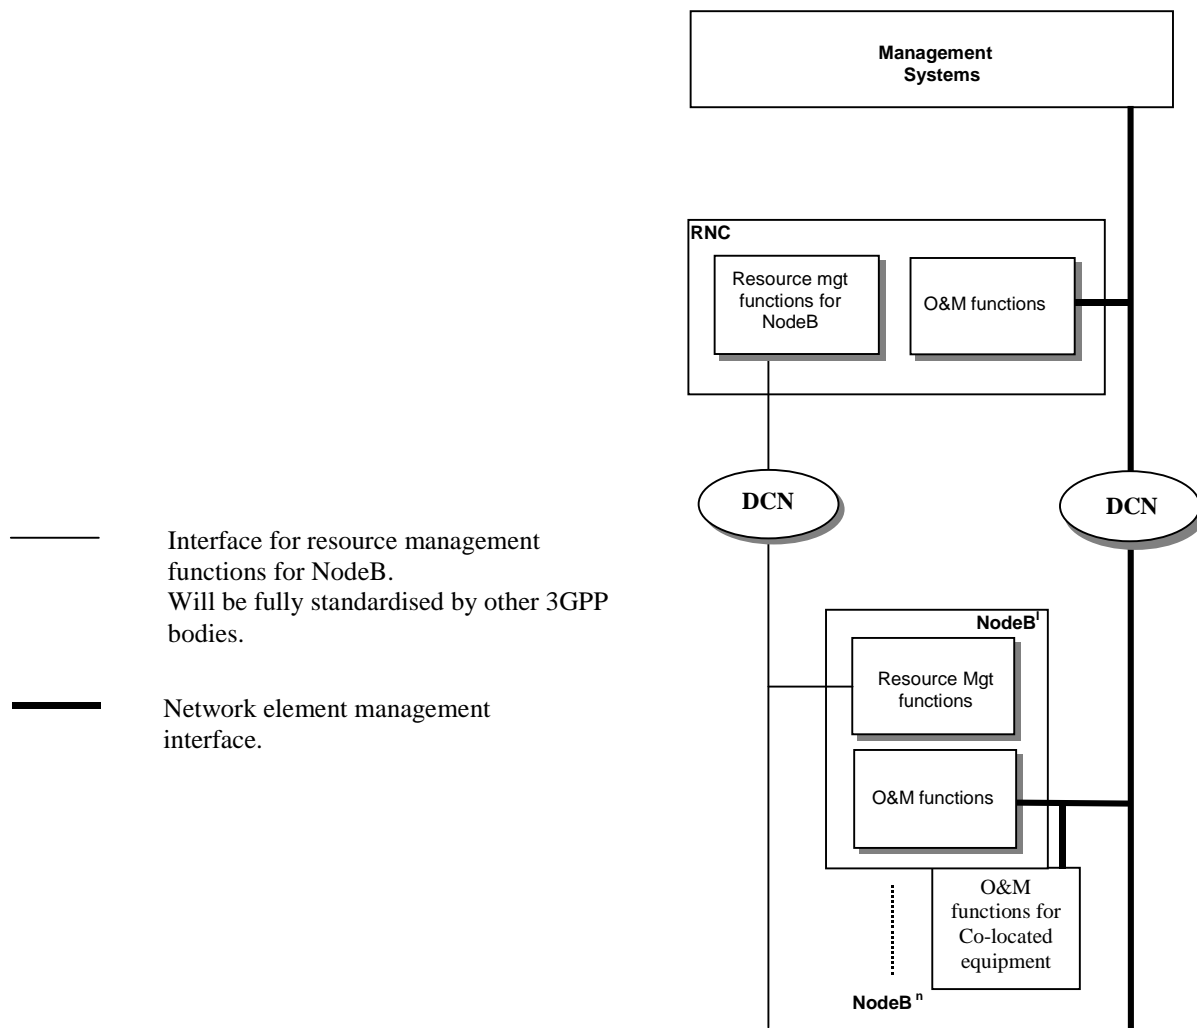 Management
Systems
RNC
Resource mgt
functions for
NodeB
O&M functions
DCN
DCN
Interface for resource management
functions for NodeB.
Will be fully standardised by other 3GPP
bodies.
Network element management
interface.
NodeB^l
Resource Mgt
functions
O&M functions
O&M
functions for
Co-located
equipment
NodeB ^n